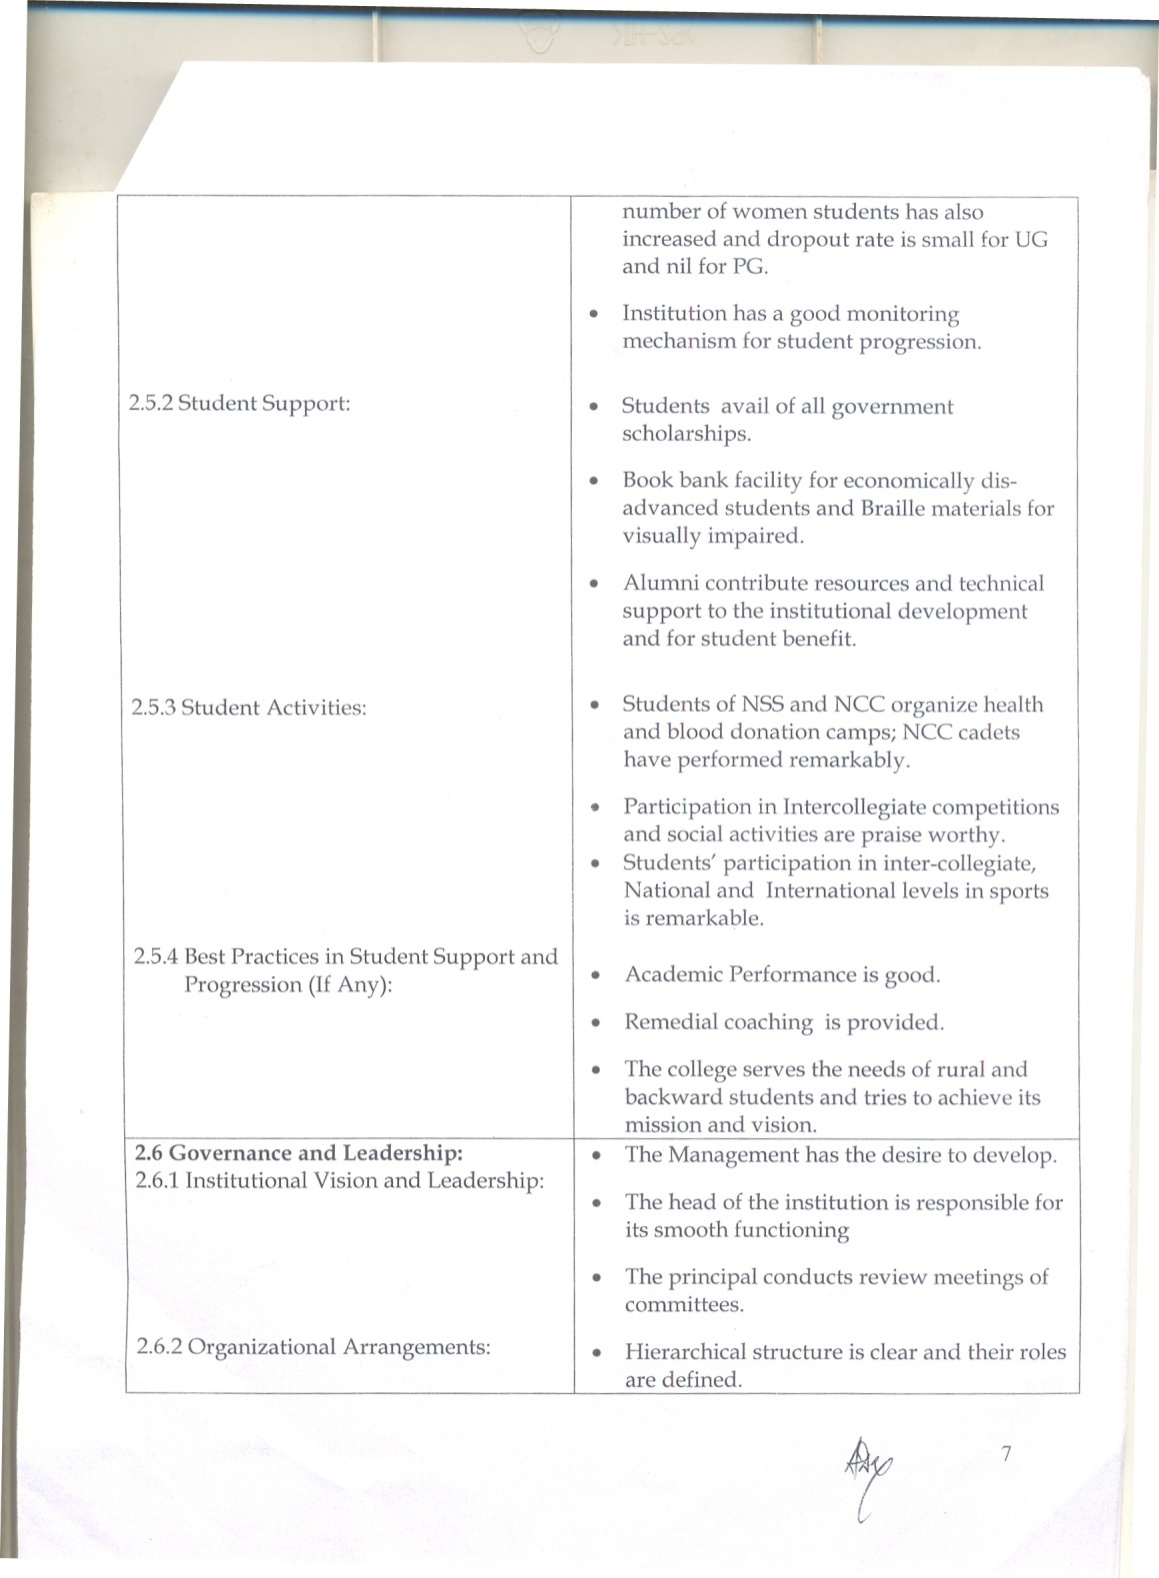 number of women students has also
increased and dropout rate is small for UG
and nil for PG.
• Institution has a good monitoring
mechanism for student progression.
2.5.2 Student Support:
• Students avail of all government
scholarships.
• Book bank facility for economically dis-
advanced students and Braille materials for
visually impaired.
• Alumni contribute resources and technical
support to the institutional development
and for student benefit.
2.5.3 Student Activities:
• Students of NSS and NCC organize health
and blood donation camps; NCC cadets
have performed remarkably.
• Participation in Intercollegiate competitions
and social activities are praise worthy.
• Students' participation in inter-collegiate,
National and International levels in sports
is remarkable.
2.5.4 Best Practices in Student Support and
Progression (If Any):
• Academic Performance is good.
• Remedial coaching is provided.
• The college serves the needs of rural and
backward students and tries to achieve its
mission and vision.
2.6 Governance and Leadership:
2.6.1 Institutional Vision and Leadership:
• The Management has the desire to develop.
• The head of the institution is responsible for
its smooth functioning
• The principal conducts review meetings of
committees.
2.6.2 Organizational Arrangements:
• Hierarchical structure is clear and their roles
are defined.
7